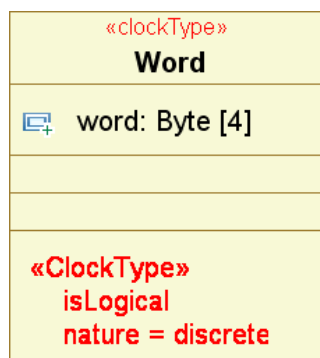 «clockType»
Word
word: Byte [4]
«ClockType»
isLogical
nature = discrete